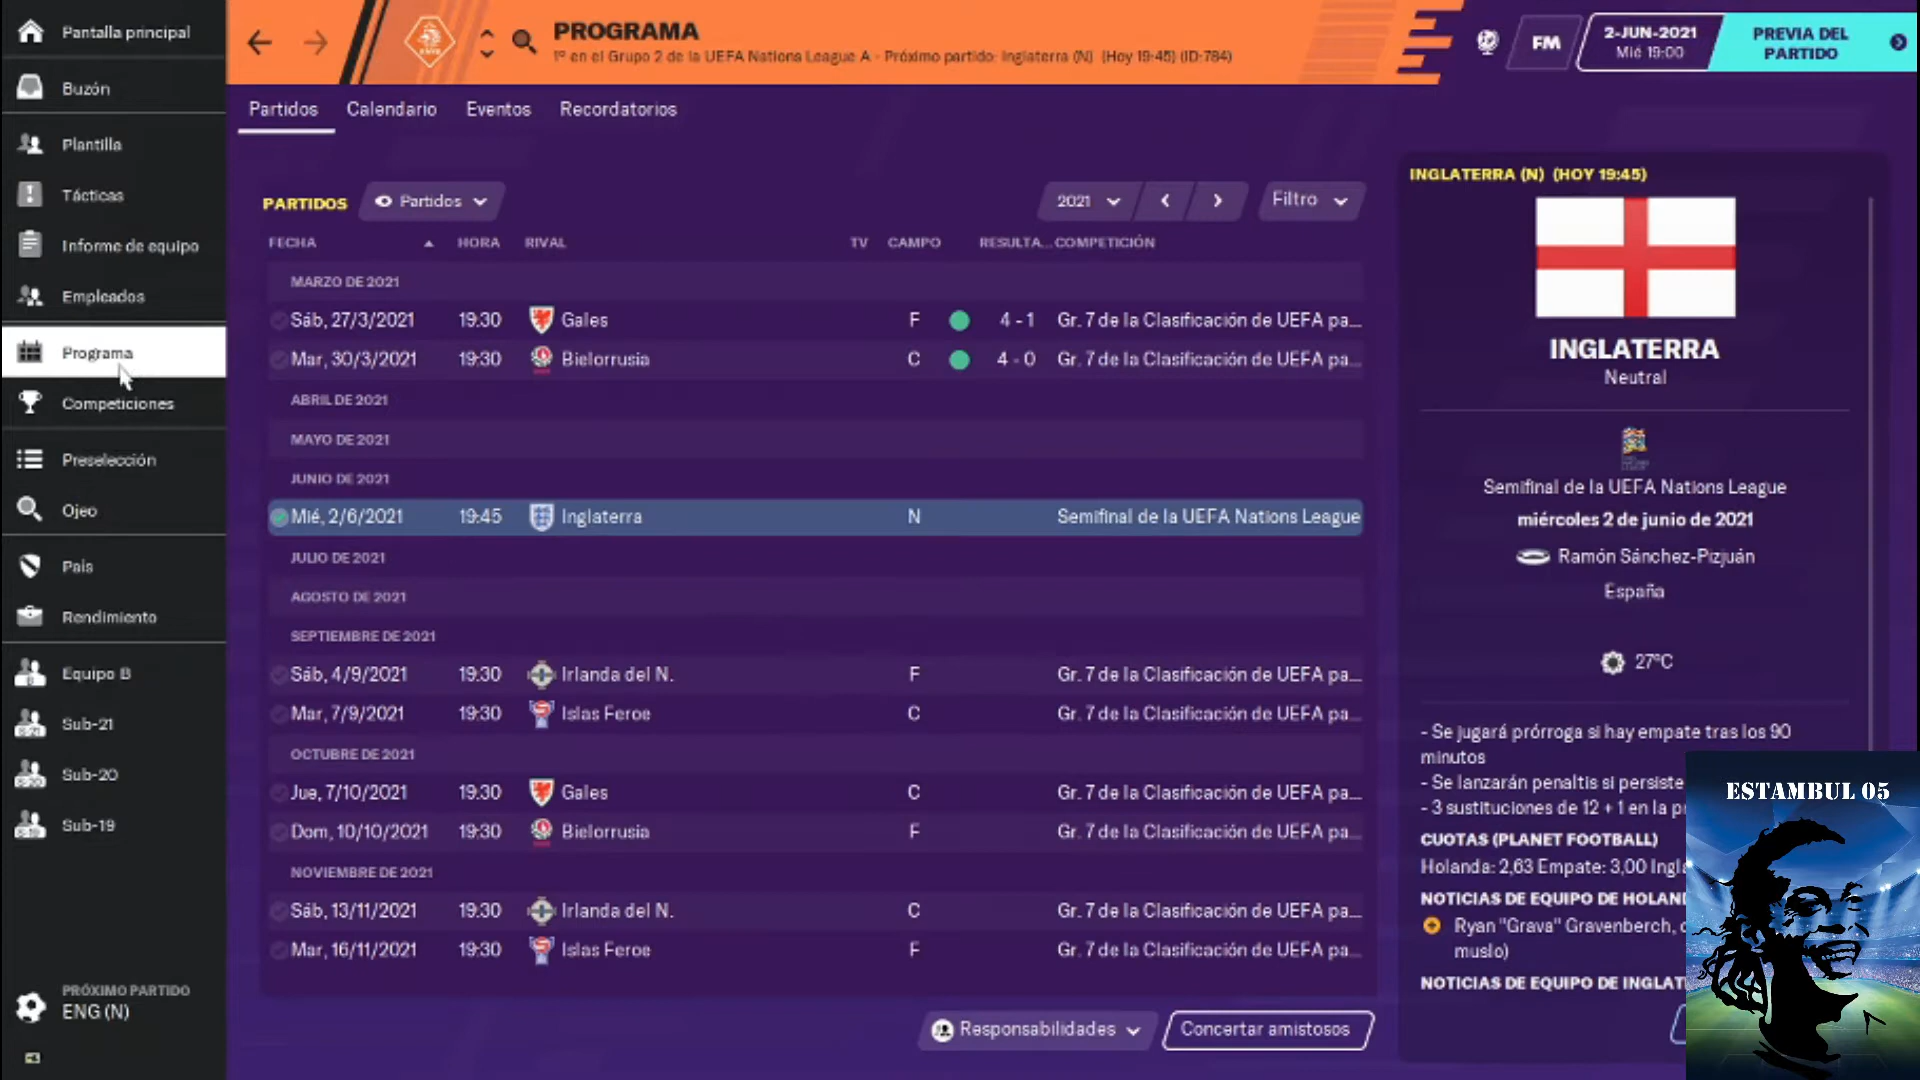 Pantalla principal
Buzón
Plantilla
Tácticas
Informe de equipo
Empleados
Programa
Competiciones
Preselección
Ojeo
País
Rendimiento
Equipo B
Sub-21
Sub-20
Sub-19
PRÓXIMO PARTIDO
ENG (N)
PROGRAMA
1º en el Grupo 2 de la UEFA Nations League A - Próximo partido: Inglaterra (N) (Hoy 19:45) (ID:784)
FM
2-JUN-2021
Mié 19:00
PREVIA DEL PARTIDO
Partidos Calendario Eventos Recordatorios
PARTIDOS Partidos 2021 Filtro
FECHA HORA RIVAL TV CAMPO RESULTA... COMPETICIÓN
MARZO DE 2021
Sáb, 27/3/2021 19:30 Gales F 4 - 1 Gr. 7 de la Clasificación de UEFA pa...
Mar, 30/3/2021 19:30 Bielorrusia C 4 - 0 Gr. 7 de la Clasificación de UEFA pa...
ABRIL DE 2021
MAYO DE 2021
JUNIO DE 2021
Mié, 2/6/2021 19:45 Inglaterra N Semifinal de la UEFA Nations League
JULIO DE 2021
AGOSTO DE 2021
SEPTIEMBRE DE 2021
Sáb, 4/9/2021 19:30 Irlanda del N. F Gr. 7 de la Clasificación de UEFA pa...
Mar, 7/9/2021 19:30 Islas Feroe C Gr. 7 de la Clasificación de UEFA pa...
OCTUBRE DE 2021
Jue, 7/10/2021 19:30 Gales C Gr. 7 de la Clasificación de UEFA pa...
Dom, 10/10/2021 19:30 Bielorrusia F Gr. 7 de la Clasificación de UEFA pa...
NOVIEMBRE DE 2021
Sáb, 13/11/2021 19:30 Irlanda del N. C Gr. 7 de la Clasificación de UEFA pa...
Mar, 16/11/2021 19:30 Islas Feroe F Gr. 7 de la Clasificación de UEFA pa...
Responsabilidades Concertar amistosos
INGLATERRA (N) (HOY 19:45)
INGLATERRA
Neutral
Semifinal de la UEFA Nations League
miércoles 2 de junio de 2021
Ramón Sánchez-Pizjuán
España
27°C
- Se jugará prórroga si hay empate tras los 90
minutos
- Se lanzarán penaltis si persiste
- 3 sustituciones de 12 + 1 en la
CUOTAS (PLANET FOOTBALL)
Holanda: 2,63 Empate: 3,00
NOTICIAS DE EQUIPO DE
Ryan "Grava" Gravenberch,
muslo)
NOTICIAS DE EQUIPO DE
ESTAMBUL 05